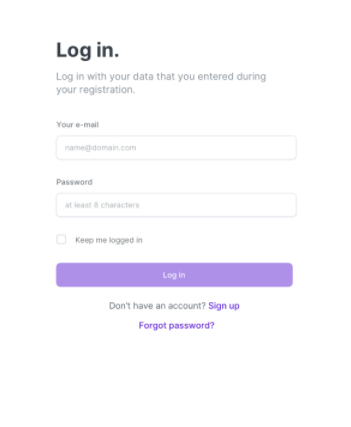 Log in.
Log in with your data that you entered during
your registration.
Your e-mail
name@domain.com
Password
at least 8 characters
Keep me logged in
Log in
Don't have an account? Sign up
Forgot password?